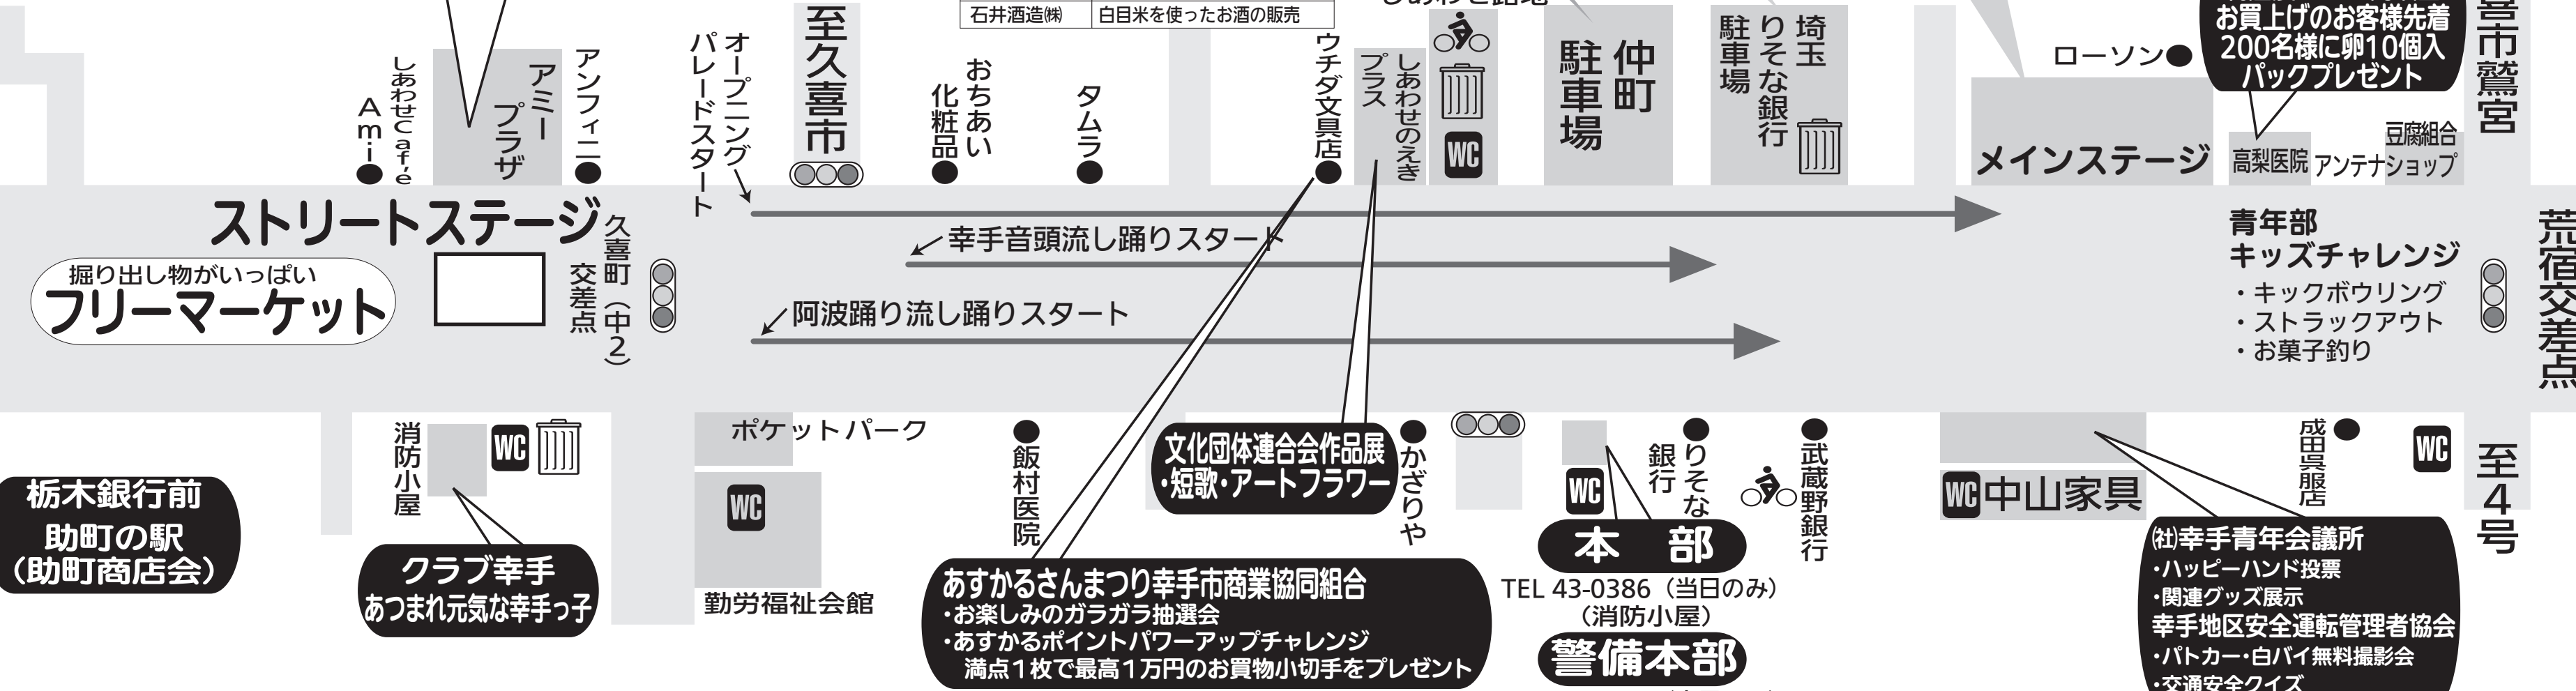 石井酒造㈱
白目米を使ったお酒の販売
お買上げのお客様先着
200名様に卵10個入
パックプレゼント
Ami
しあわせCaf'e
アミー
プラザ
アンフィニ
オープニング
パレードスタート
至久喜市
おちあい
化粧品
タムラ
ウチダ文具店
しあわせのえき
プラス
WC
仲町
駐車場
埼玉
りそな銀行
駐車場
メインステージ
ローソン
高梨医院
豆腐組合
アンテナショップ
喜市鷲宮
ストリートステージ
掘り出し物がいっぱい
フリーマーケット
久喜町（中2）
交差点
幸手音頭流し踊りスタート
阿波踊り流し踊りスタート
青年部
キッズチャレンジ
・キックボウリング
・ストラックアウト
・お菓子釣り
荒宿交差点
栃木銀行前
助町の駅
（助町商店会）
消防小屋
WC
クラブ幸手
あつまれ元気な幸手っ子
ポケットパーク
WC
勤労福祉会館
飯村医院
文化団体連合会作品展
・短歌・アートフラワー
かざりや
あすかるさんまつり幸手市商業協同組合
・お楽しみのガラガラ抽選会
・あすかるポイントパワーアップチャレンジ
満点1枚で最高1万円のお買物小切手をプレゼント
WC
りそな
銀行
武蔵野銀行
本　部
TEL 43-0386（当日のみ）
（消防小屋）
警備本部
WC
中山家具
成田呉服店
WC
至4号
㈳幸手青年会議所
・ハッピーハンド投票
・関連グッズ展示
幸手地区安全運転管理者協会
・パトカー・白バイ無料撮影会
・交通安全クイズ